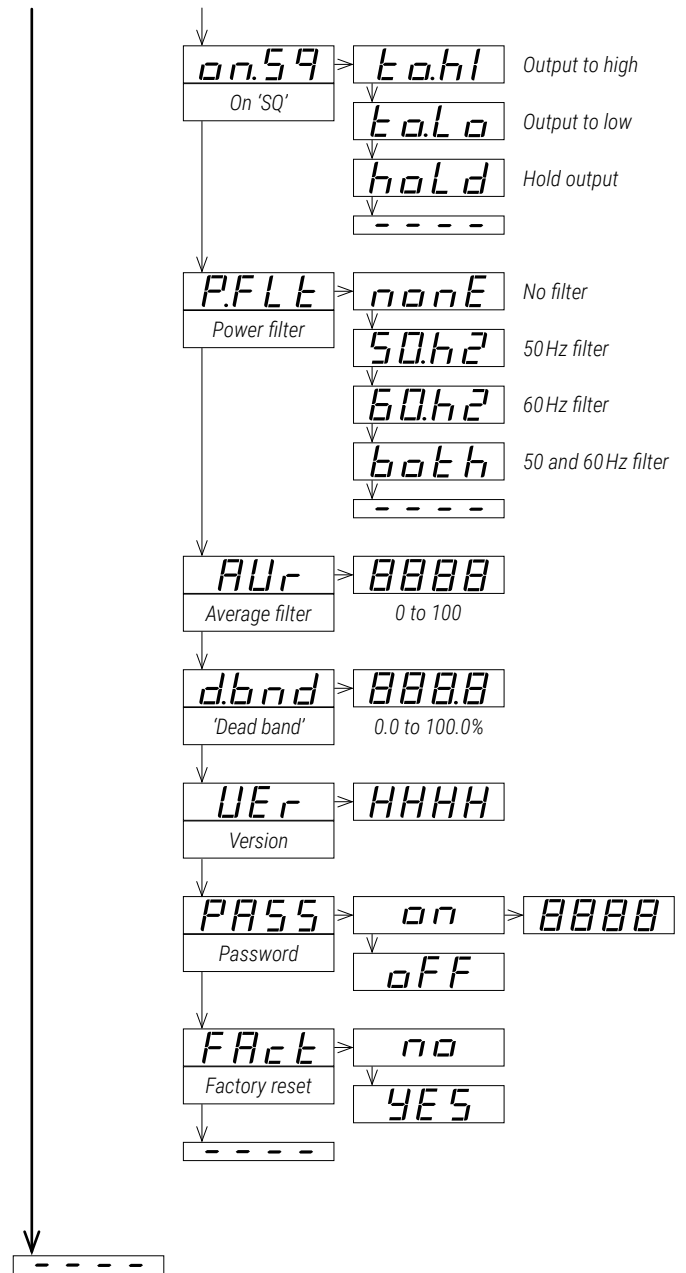 on.Sq
to.hI
Output to high
On ‘SQ’
to.Lo
Output to low
hoLd
Hold output
- - - -
P.FLt
nonE
No filter
Power filter
50.h2
50Hz filter
60.h2
60Hz filter
both
50 and 60Hz filter
- - - -
AUr
8888
Average filter
0 to 100
d.bnd
888.8
‘Dead band’
0.0 to 100.0%
UEr
HHHH
Version
PASS
on
8888
Password
oFF
FAct
no
Factory reset
YES
- - - -
- - - -